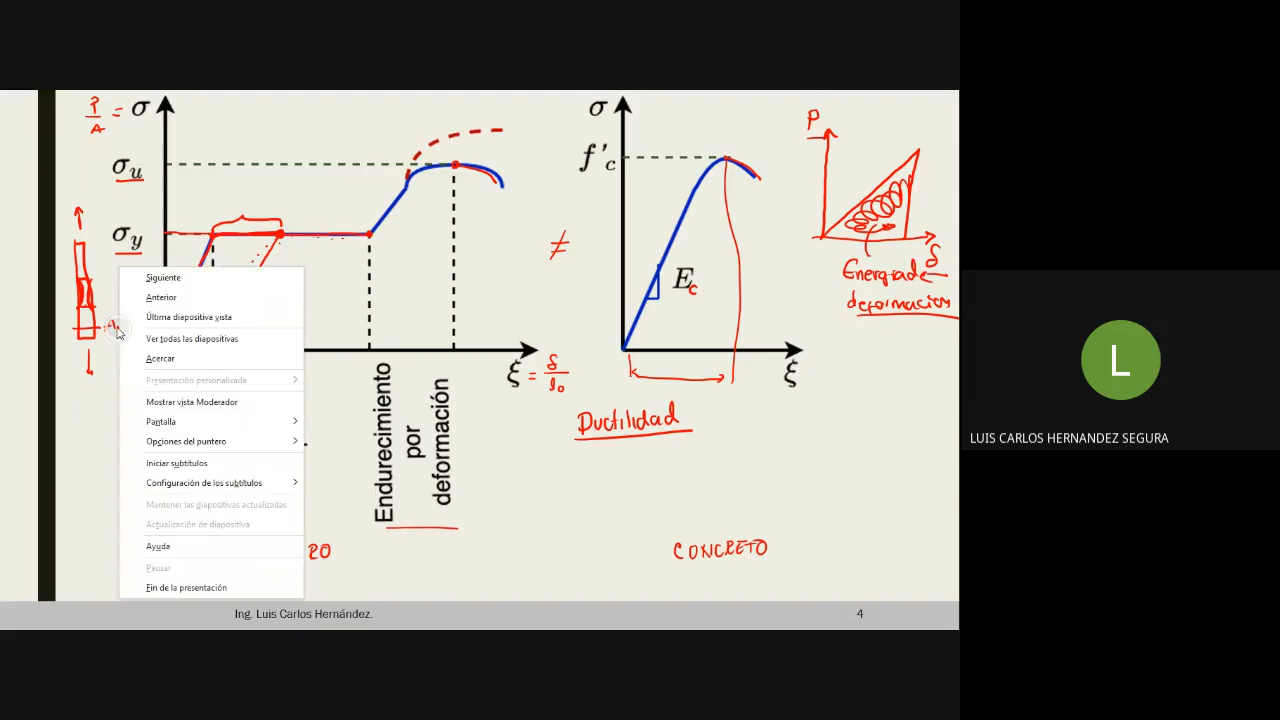 P/A = σ
σu
σy
ξ = δ/l₀
Endurecimiento
por
deformación
Siguiente
Anterior
Última diapositiva vista
Ver todas las diapositivas
Acercar
Presentación personalizada
Mostrar vista Moderador
Pantalla
Opciones del puntero
Iniciar subtítulos
Configuración de los subtítulos
Mantener las diapositivas actualizadas
Actualización de diapositiva
Ayuda
Pausar
Fin de la presentación
≠
σ
f'c
Ec
ξ
Ductilidad
CONCRETO
P
δ
Energia de
deformacion
Ing. Luis Carlos Hernández.
4
L
LUIS CARLOS HERNANDEZ SEGURA